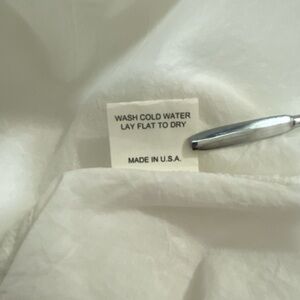 WASH COLD WATER
LAY FLAT TO DRY
MADE IN U.S.A.